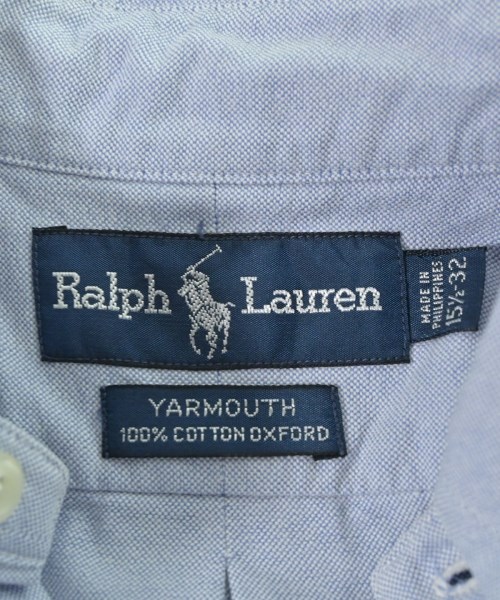 Ralph Lauren
MADE IN
PHILIPPINES
15½-32
YARMOUTH
100% COTTON OXFORD